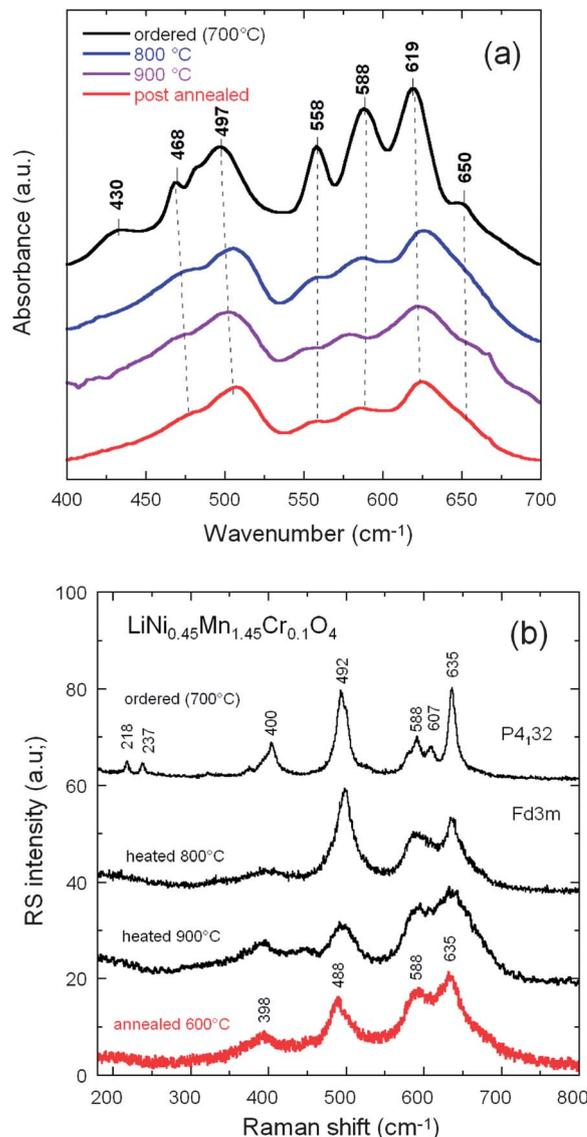 ordered (700°C)
800 °C
900 °C
post annealed
(a)
430
468
497
558
588
619
650
Absorbance (a.u.)
400 450 500 550 600 650 700
Wavenumber (cm-1)
100
LiNi0.45Mn1.45Cr0.1O4
(b)
80
ordered (700°C)
218
237
400
492
588
607
635
P4132
60
Fd3m
heated 800°C
40
heated 900°C
20
annealed 600°C
398
488
588
635
0
RS intensity (a.u;)
200 300 400 500 600 700 800
Raman shift (cm-1)